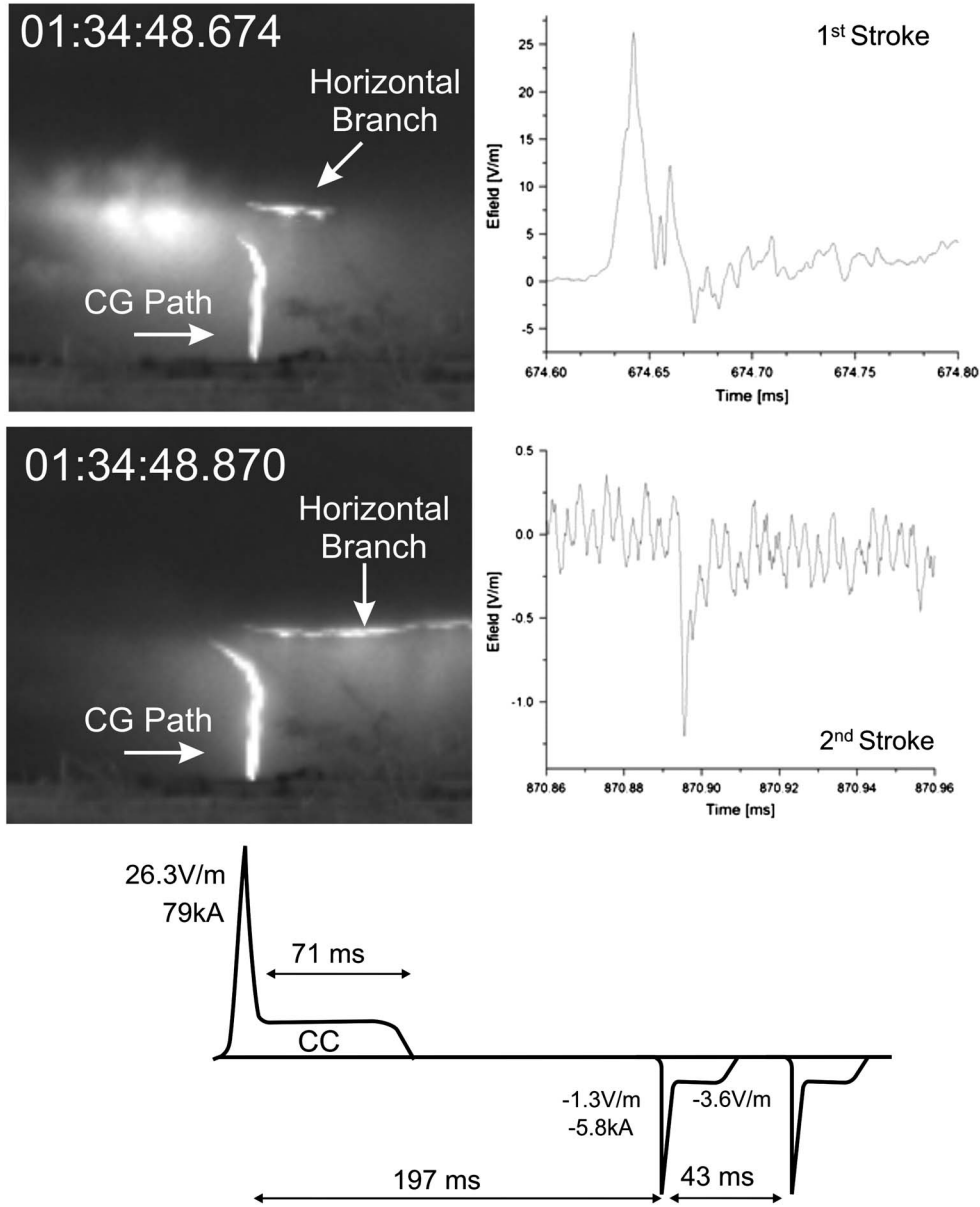 01:34:48.674
Horizontal
Branch
CG Path
1st Stroke
Efield [V/m]
25
20
15
10
5
0
-5
674.60
674.65
674.70
674.75
674.80
Time [ms]
01:34:48.870
Horizontal
Branch
CG Path
Efield [V/m]
0.5
0.0
-0.5
-1.0
2nd Stroke
870.86
870.88
870.90
870.92
870.94
870.96
Time [ms]
26.3V/m
79kA
71 ms
CC
-1.3V/m
-5.8kA
-3.6V/m
197 ms
43 ms